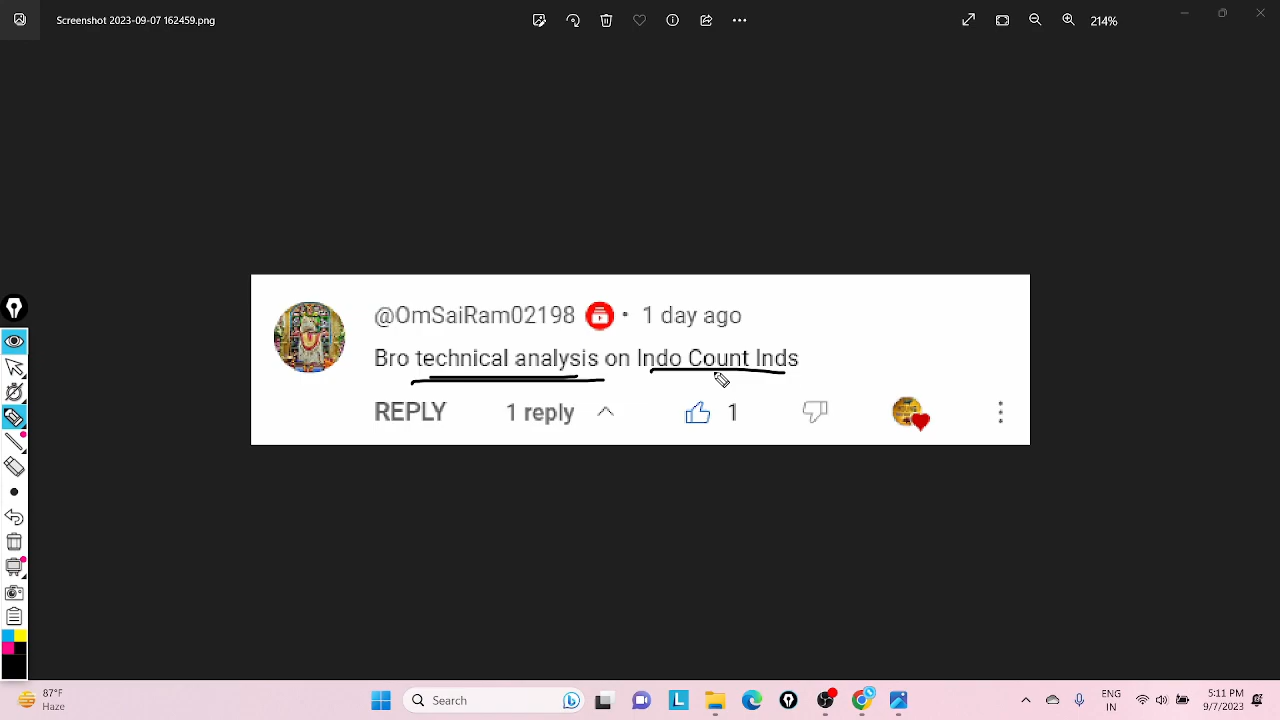 Screenshot 2023-09-07 162459.png
214%
@OmSaiRam02198 • 1 day ago
Bro technical analysis on Indo Count Inds
REPLY 1 reply 1
L
87°F
Haze
Search
ENG
IN
5:11 PM
9/7/2023